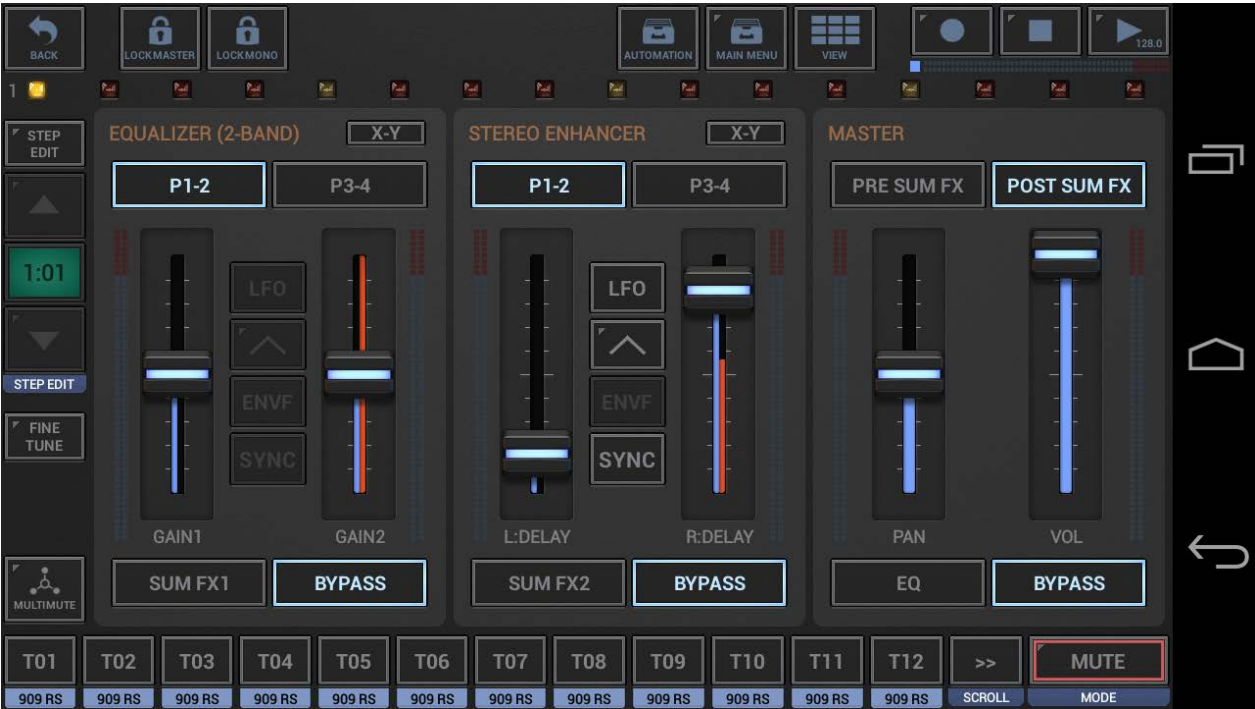 BACK
LOCKMASTER
LOCKMONO
AUTOMATION
MAIN MENU
VIEW
128.0
1
STEP
EDIT
EQUALIZER (2-BAND)
X-Y
STEREO ENHANCER
X-Y
MASTER
P1-2
P3-4
P1-2
P3-4
PRE SUM FX
POST SUM FX
1:01
LFO
LFO
STEP EDIT
ENVF
ENVF
FINE
TUNE
SYNC
SYNC
GAIN1
GAIN2
L:DELAY
R:DELAY
PAN
VOL
MULTIMUTE
SUM FX1
BYPASS
SUM FX2
BYPASS
EQ
BYPASS
T01
T02
T03
T04
T05
T06
T07
T08
T09
T10
T11
T12
>>
MUTE
909 RS
909 RS
909 RS
909 RS
909 RS
909 RS
909 RS
909 RS
909 RS
909 RS
909 RS
909 RS
SCROLL
MODE